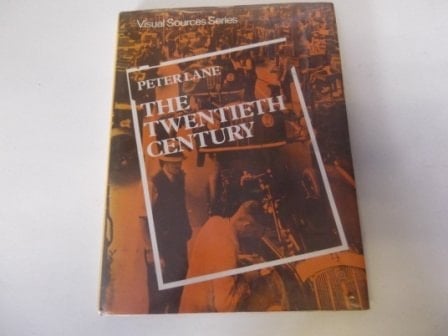 Visual Sources Series
PETER LANE
THE
TWENTIETH
CENTURY